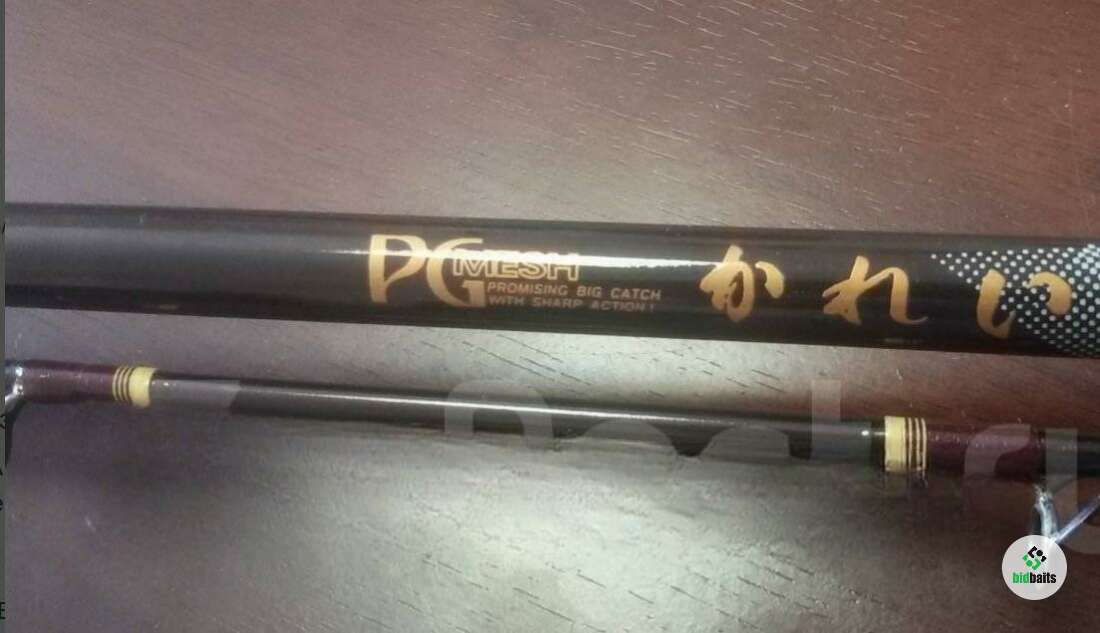 PG MESH かれい
PROMISING BIG CATCH
WITH SHARP ACTION!
bidbaits